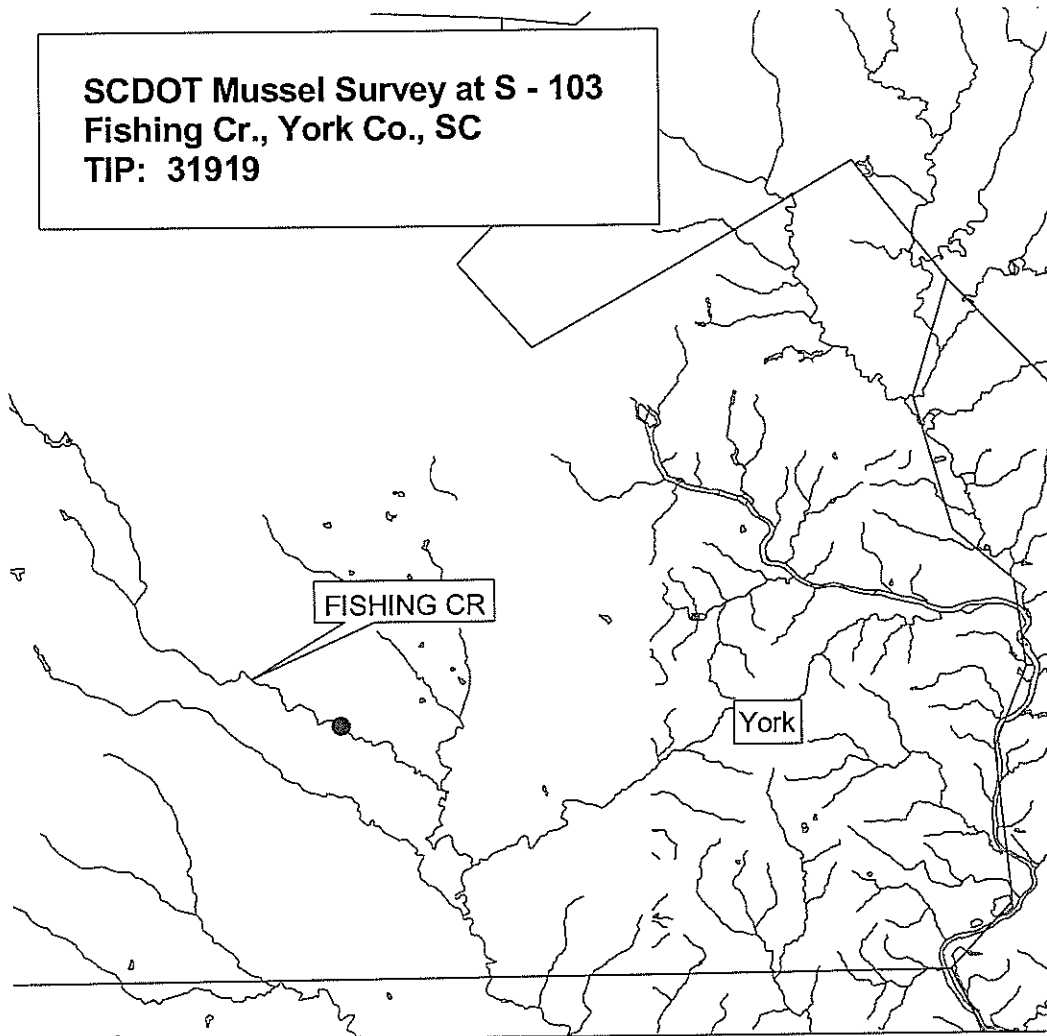 SCDOT Mussel Survey at S - 103
Fishing Cr., York Co., SC
TIP: 31919
FISHING CR
York